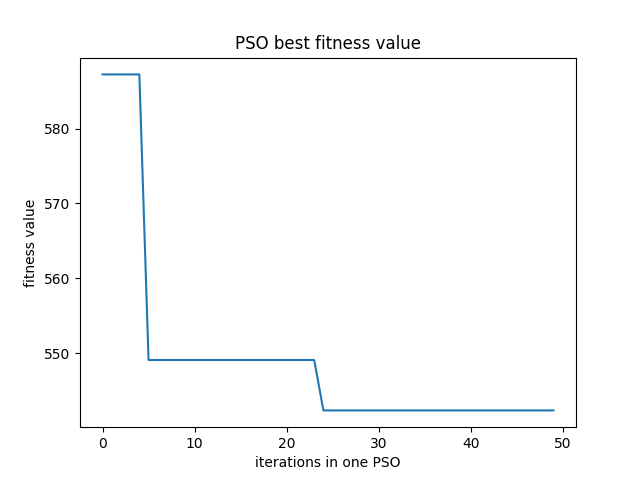 PSO best fitness value
580
570
560
550
fitness value
0 10 20 30 40 50
iterations in one PSO